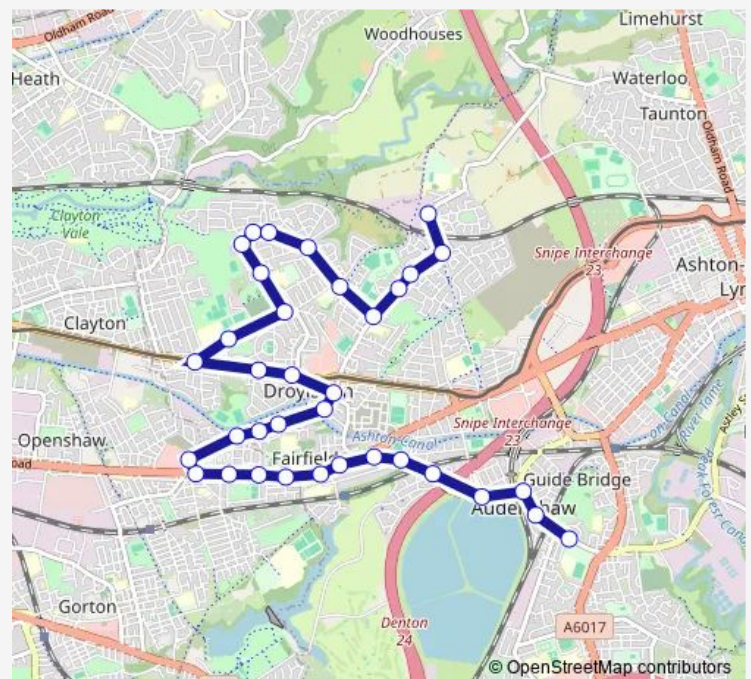 Oldham Road
Woodhouses
Limehurst
Heath
Waterloo
Taunton
Oldham Road
Clayton
Vale
Snipe Interchange
23
Ashton-
Clayton
Droylsden
Openshaw
Snipe Interchange
23
Ashton Canal
Fairfield
Guide Bridge
Audenshaw
Gorton
Denton
24
A6017
© OpenStreetMap contributors